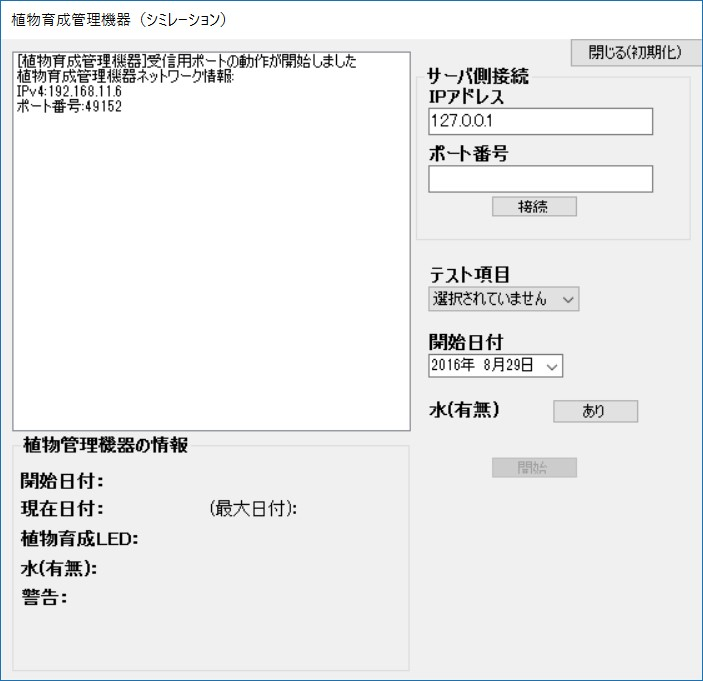 植物育成管理機器（シミレーション）
閉じる(初期化)
[植物育成管理機器]受信用ポートの動作が開始しました
植物育成管理機器ネットワーク情報:
IPv4:192.168.11.6
ポート番号:49152
サーバ側接続
IPアドレス
127.0.0.1
ポート番号
接続
テスト項目
選択されていません
開始日付
2016年 8月29日
水(有無)
あり
開始
植物管理機器の情報
開始日付:
現在日付: (最大日付):
植物育成LED:
水(有無):
警告: